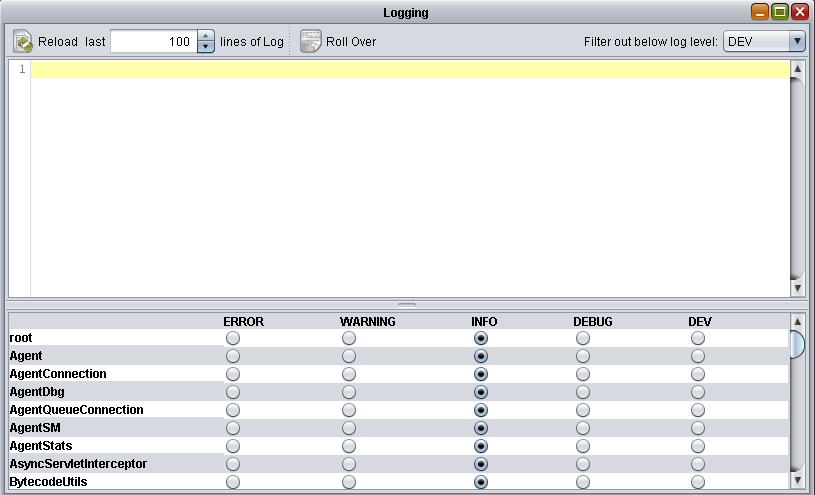 Logging
Reload last 100 lines of Log Roll Over Filter out below log level: DEV
1
ERROR WARNING INFO DEBUG DEV
root
Agent
AgentConnection
AgentDbg
AgentQueueConnection
AgentSM
AgentStats
AsyncServletInterceptor
BytecodeUtils